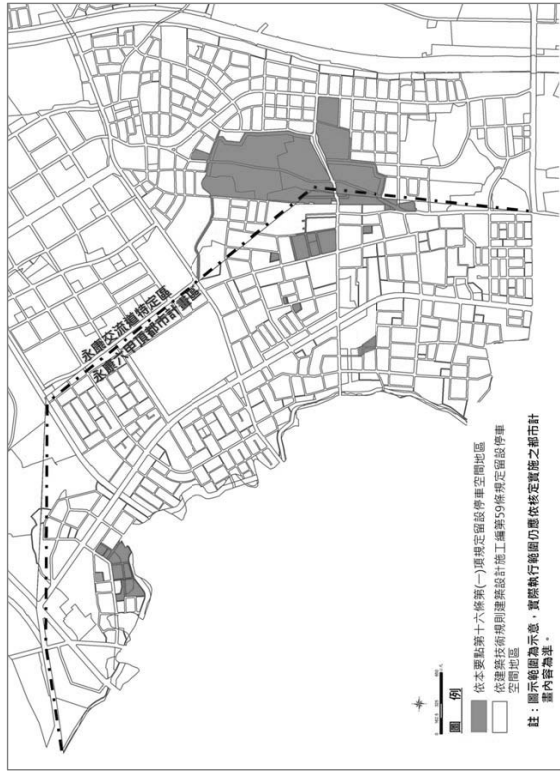 永康交流道特定區
永康六甲頂都市計畫區
圖 例
依本要點第十六條第(一)項規定留設停車空間地區
依建築技術規則建築設計施工編第59條規定留設停車
空間地區
註：圖示範圍為示意，實際執行範圍仍應依核定實施之都市計
畫內容為準。